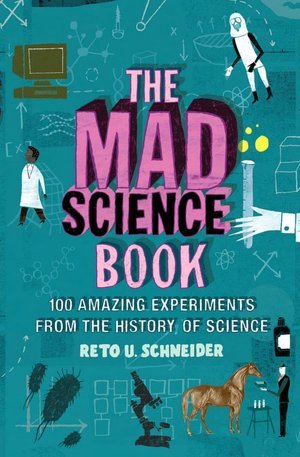 THE
MAD
SCIENCE
BOOK
100 AMAZING EXPERIMENTS
FROM THE HISTORY OF SCIENCE
RETO U. SCHNEIDER